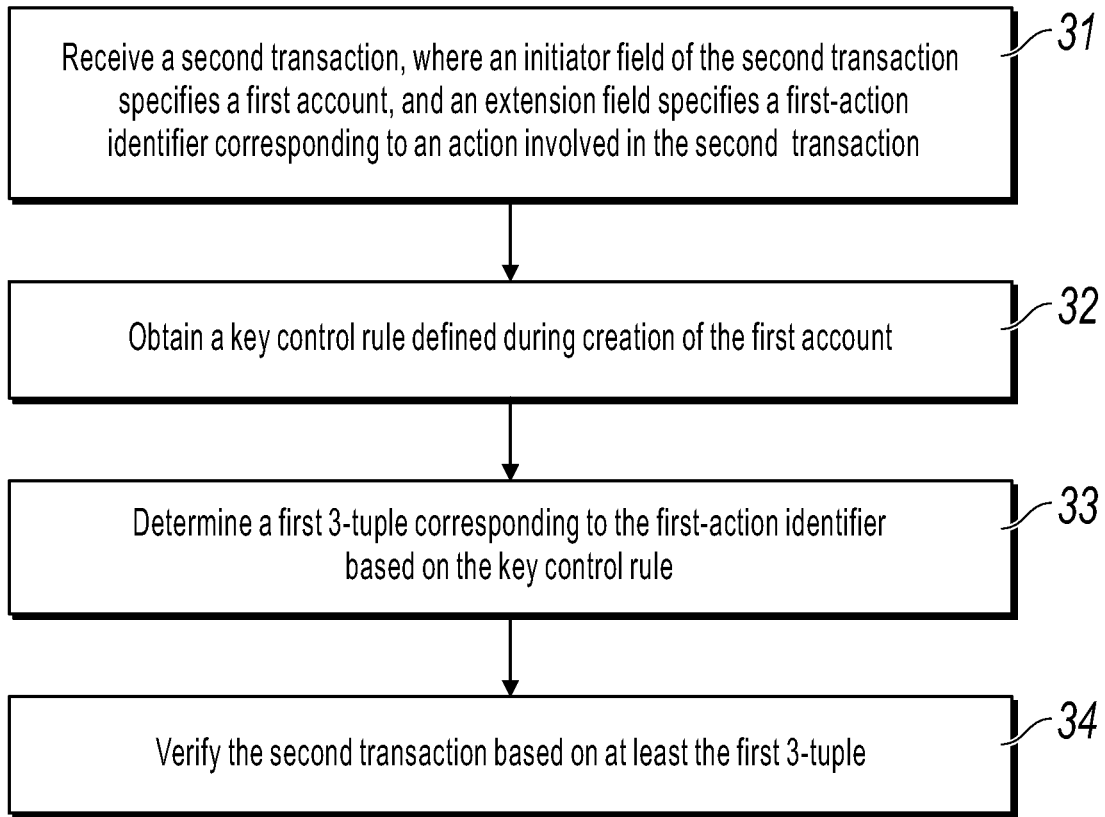 31
Receive a second transaction, where an initiator field of the second transaction
specifies a first account, and an extension field specifies a first-action
identifier corresponding to an action involved in the second transaction
32
Obtain a key control rule defined during creation of the first account
33
Determine a first 3-tuple corresponding to the first-action identifier
based on the key control rule
34
Verify the second transaction based on at least the first 3-tuple